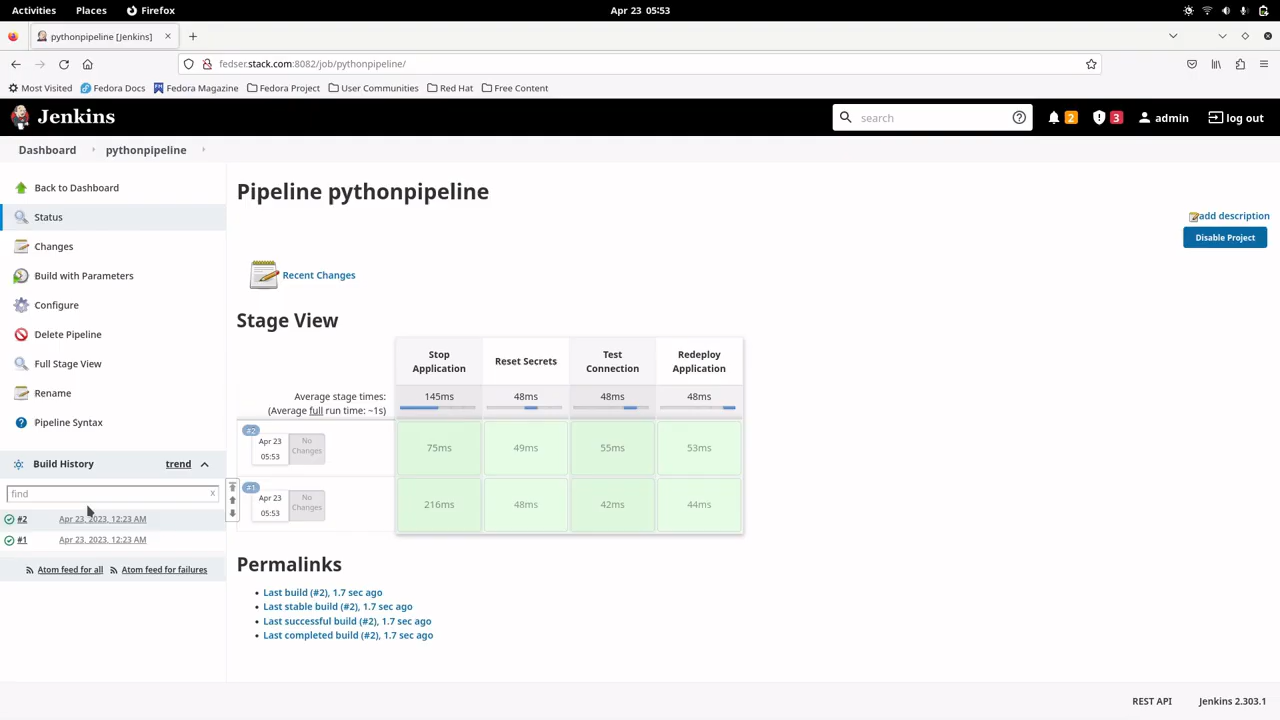 Activities Places Firefox Apr 23 05:53
pythonpipeline [Jenkins]
fedser.stack.com:8082/job/pythonpipeline/
Most Visited Fedora Docs Fedora Magazine Fedora Project User Communities Red Hat Free Content
Jenkins search 2 3 admin log out
Dashboard pythonpipeline
Back to Dashboard
Status
Changes
Build with Parameters
Configure
Delete Pipeline
Full Stage View
Rename
Pipeline Syntax
Build History trend
find x
#2 Apr 23, 2023, 12:23 AM
#1 Apr 23, 2023, 12:23 AM
Atom feed for all Atom feed for failures
Pipeline pythonpipeline
add description
Disable Project
Recent Changes
Stage View
Stop Application
Reset Secrets
Test Connection
Redeploy Application
Average stage times: 145ms 48ms 48ms 48ms
(Average full run time: ~1s)
#2
Apr 23 05:53
No Changes
75ms 49ms 55ms 53ms
#1
Apr 23 05:53
No Changes
216ms 48ms 42ms 44ms
Permalinks
Last build (#2), 1.7 sec ago
Last stable build (#2), 1.7 sec ago
Last successful build (#2), 1.7 sec ago
Last completed build (#2), 1.7 sec ago
REST API Jenkins 2.303.1